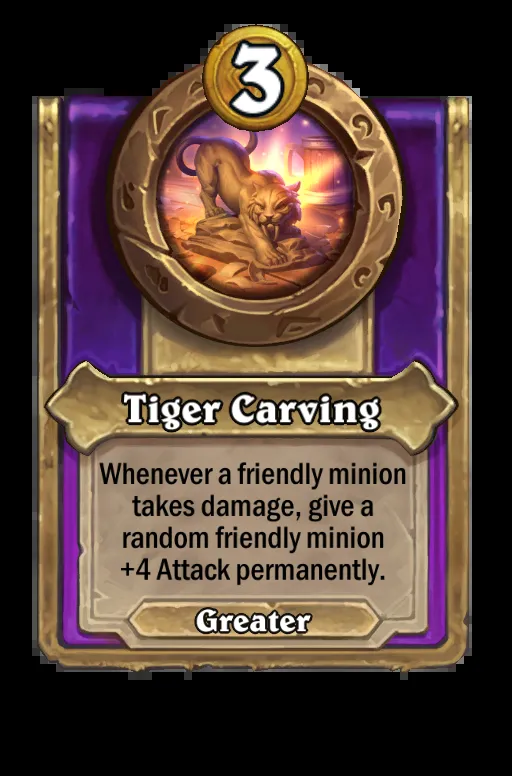 3
Tiger Carving
Whenever a friendly minion
takes damage, give a
random friendly minion
+4 Attack permanently.
Greater